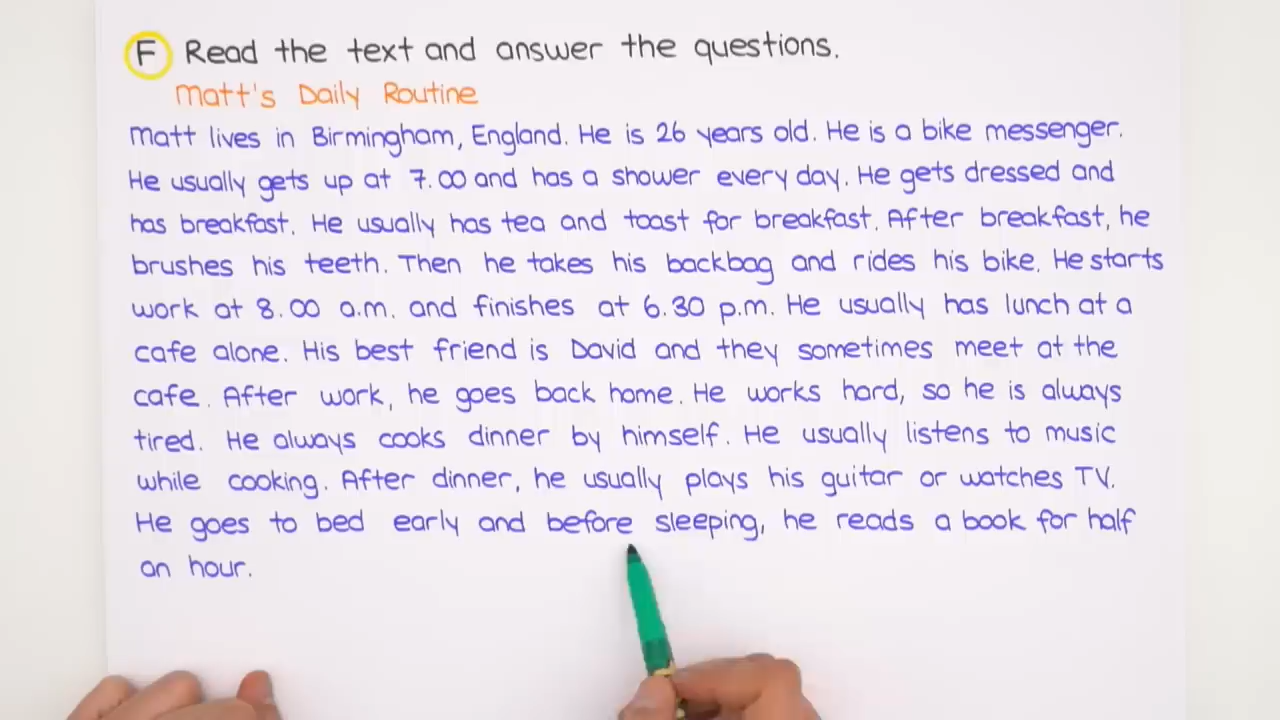 F Read the text and answer the questions.
Matt's Daily Routine
Matt lives in Birmingham, England. He is 26 years old. He is a bike messenger.
He usually gets up at 7.00 and has a shower every day. He gets dressed and
has breakfast. He usually has tea and toast for breakfast. After breakfast, he
brushes his teeth. Then he takes his backbag and rides his bike. He starts
work at 8.00 a.m. and finishes at 6.30 p.m. He usually has lunch at a
cafe alone. His best friend is David and they sometimes meet at the
cafe. After work, he goes back home. He works hard, so he is always
tired. He always cooks dinner by himself. He usually listens to music
while cooking. After dinner, he usually plays his guitar or watches TV.
He goes to bed early and before sleeping, he reads a book for half
an hour.